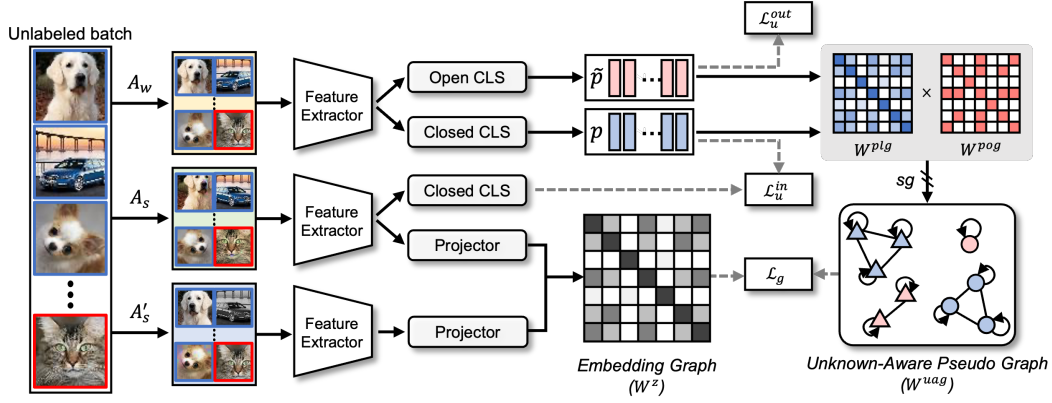 Unlabeled batch
A_w
Feature
Extractor
Open CLS
Closed CLS
p̃
...
p
...
ℒ_u^out
W^plg
×
W^pog
sg
A_s
Feature
Extractor
Closed CLS
Projector
ℒ_u^in
ℒ_g
A′_s
Feature
Extractor
Projector
Embedding Graph
(W^z)
Unknown-Aware Pseudo Graph
(W^uag)